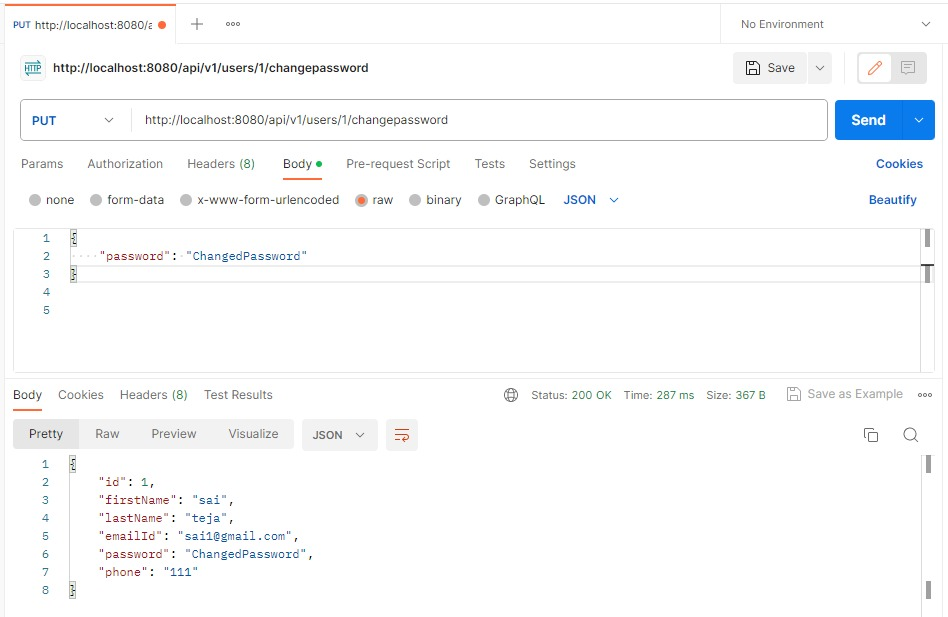 PUT http://localhost:8080/a
No Environment
HTTP http://localhost:8080/api/v1/users/1/changepassword
Save
PUT http://localhost:8080/api/v1/users/1/changepassword
Send
Params Authorization Headers (8) Body Pre-request Script Tests Settings Cookies
none form-data x-www-form-urlencoded raw binary GraphQL JSON Beautify
1 {
2 "password": "ChangedPassword"
3 }
4
5
Body Cookies Headers (8) Test Results Status: 200 OK Time: 287 ms Size: 367 B Save as Example
Pretty Raw Preview Visualize JSON
1 {
2 "id": 1,
3 "firstName": "sai",
4 "lastName": "teja",
5 "emailId": "sai1@gmail.com",
6 "password": "ChangedPassword",
7 "phone": "111"
8 }